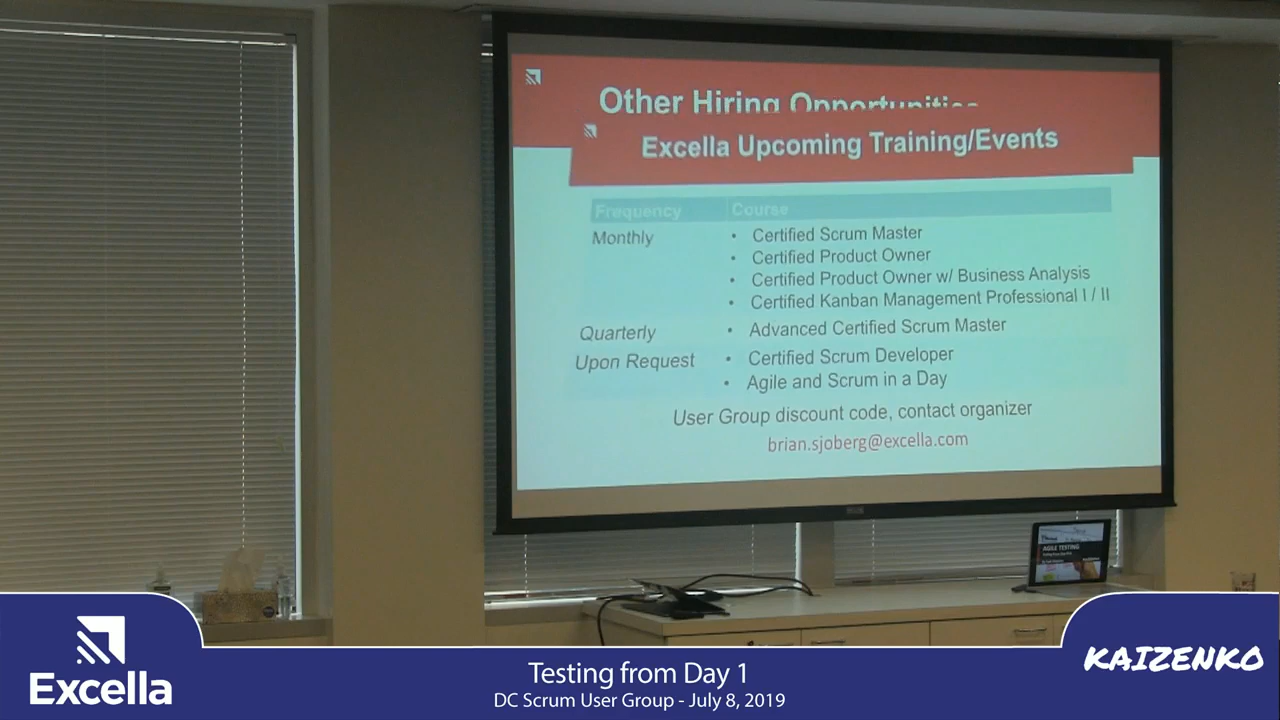 Other Hiring Opportunities
Excella Upcoming Training/Events
Frequency Course
Monthly • Certified Scrum Master
• Certified Product Owner
• Certified Product Owner w/ Business Analysis
• Certified Kanban Management Professional I / II
Quarterly • Advanced Certified Scrum Master
Upon Request • Certified Scrum Developer
• Agile and Scrum in a Day
User Group discount code, contact organizer
brian.sjoberg@excella.com
AGILE TESTING
Excella
Testing from Day 1
DC Scrum User Group - July 8, 2019
KAIZENKO